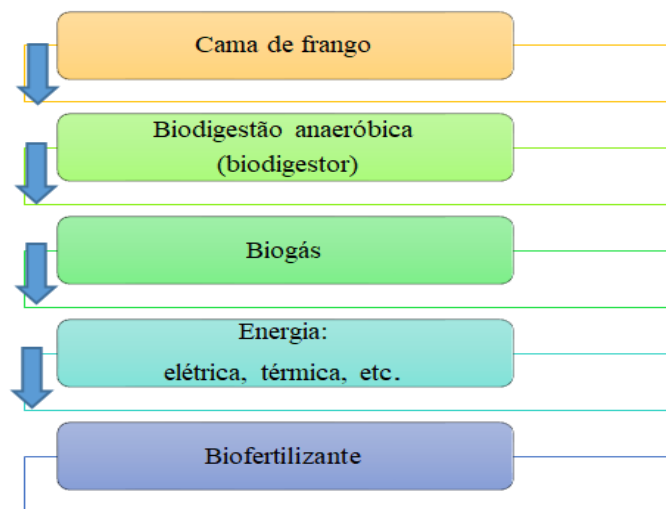 Cama de frango
Biodigestão anaeróbica
(biodigestor)
Biogás
Energia:
elétrica, térmica, etc.
Biofertilizante